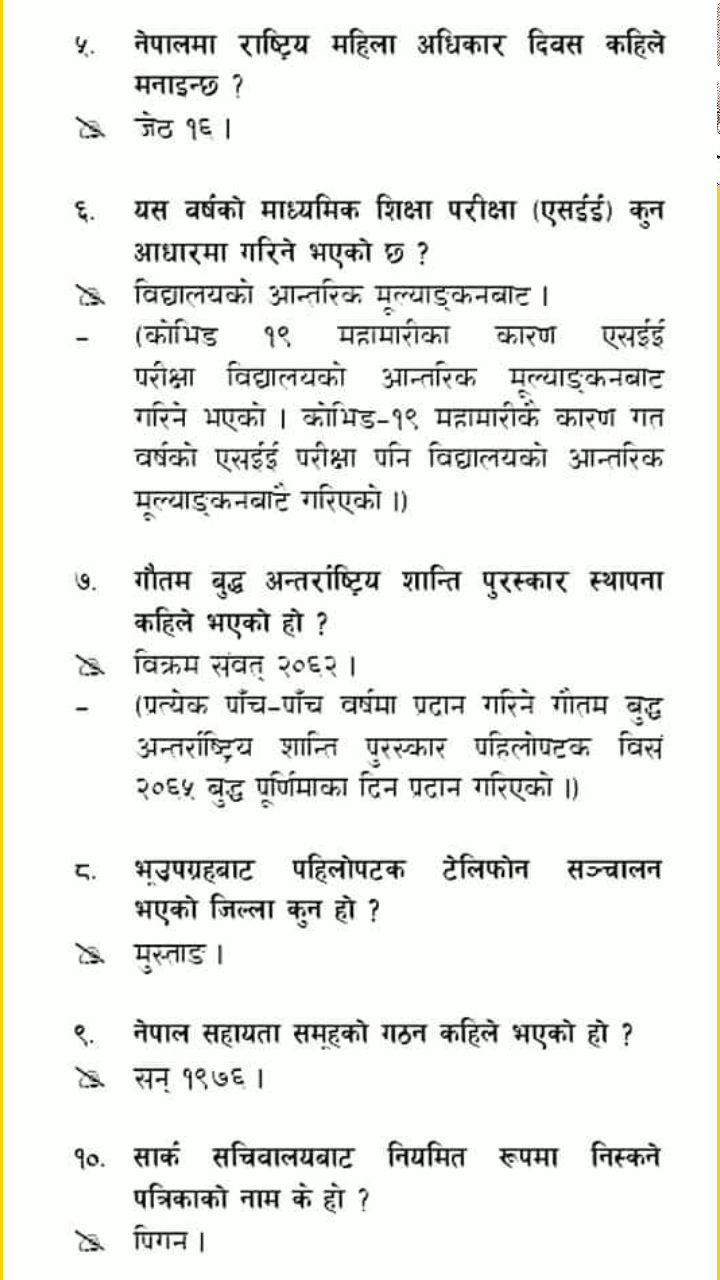 ५. नेपालमा राष्ट्रिय महिला अधिकार दिवस कहिले
मनाइन्छ ?
जेठ १६ ।
६. यस वर्षको माध्यमिक शिक्षा परीक्षा (एसईई) कुन
आधारमा गरिने भएको छ ?
विद्यालयको आन्तरिक मूल्याङ्कनबाट ।
– (कोभिड १९ महामारीका कारण एसईई
परीक्षा विद्यालयको आन्तरिक मूल्याङ्कनबाट
गरिने भएको । कोभिड–१९ महामारीकै कारण गत
वर्षको एसईई परीक्षा पनि विद्यालयको आन्तरिक
मूल्याङ्कनबाटै गरिएको ।)
७. गौतम बुद्ध अन्तर्राष्ट्रिय शान्ति पुरस्कार स्थापना
कहिले भएको हो ?
विक्रम संवत् २०६२ ।
– (प्रत्येक पाँच–पाँच वर्षमा प्रदान गरिने गौतम बुद्ध
अन्तर्राष्ट्रिय शान्ति पुरस्कार पहिलोपटक विसं
२०६५ बुद्ध पूर्णिमाका दिन प्रदान गरिएको ।)
८. भूउपग्रहबाट पहिलोपटक टेलिफोन सञ्चालन
भएको जिल्ला कुन हो ?
मुस्ताङ ।
९. नेपाल सहायता समूहको गठन कहिले भएको हो ?
सन् १९७६ ।
१०. सार्क सचिवालयबाट नियमित रूपमा निस्कने
पत्रिकाको नाम के हो ?
पिगन ।